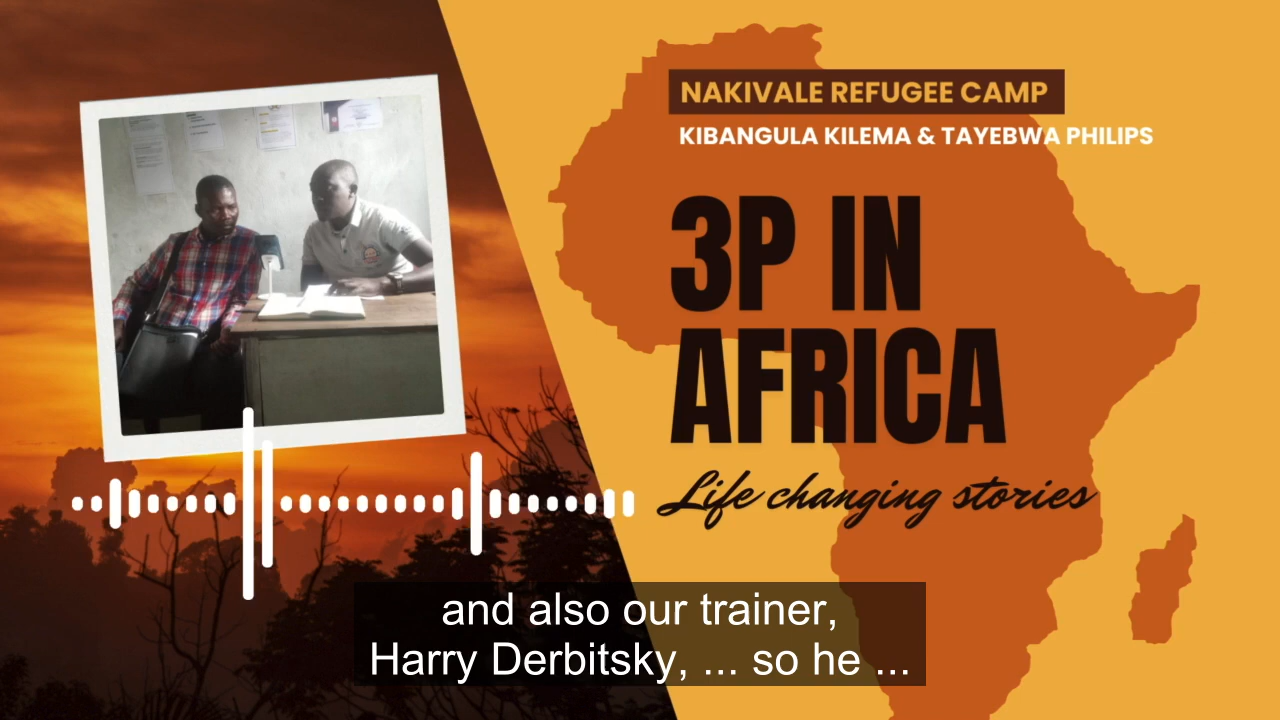 NAKIVALE REFUGEE CAMP
KIBANGULA KILEMA & TAYEBWA PHILIPS
3P IN
AFRICA
Life changing stories
and also our trainer,
Harry Derbitsky, ... so he ...